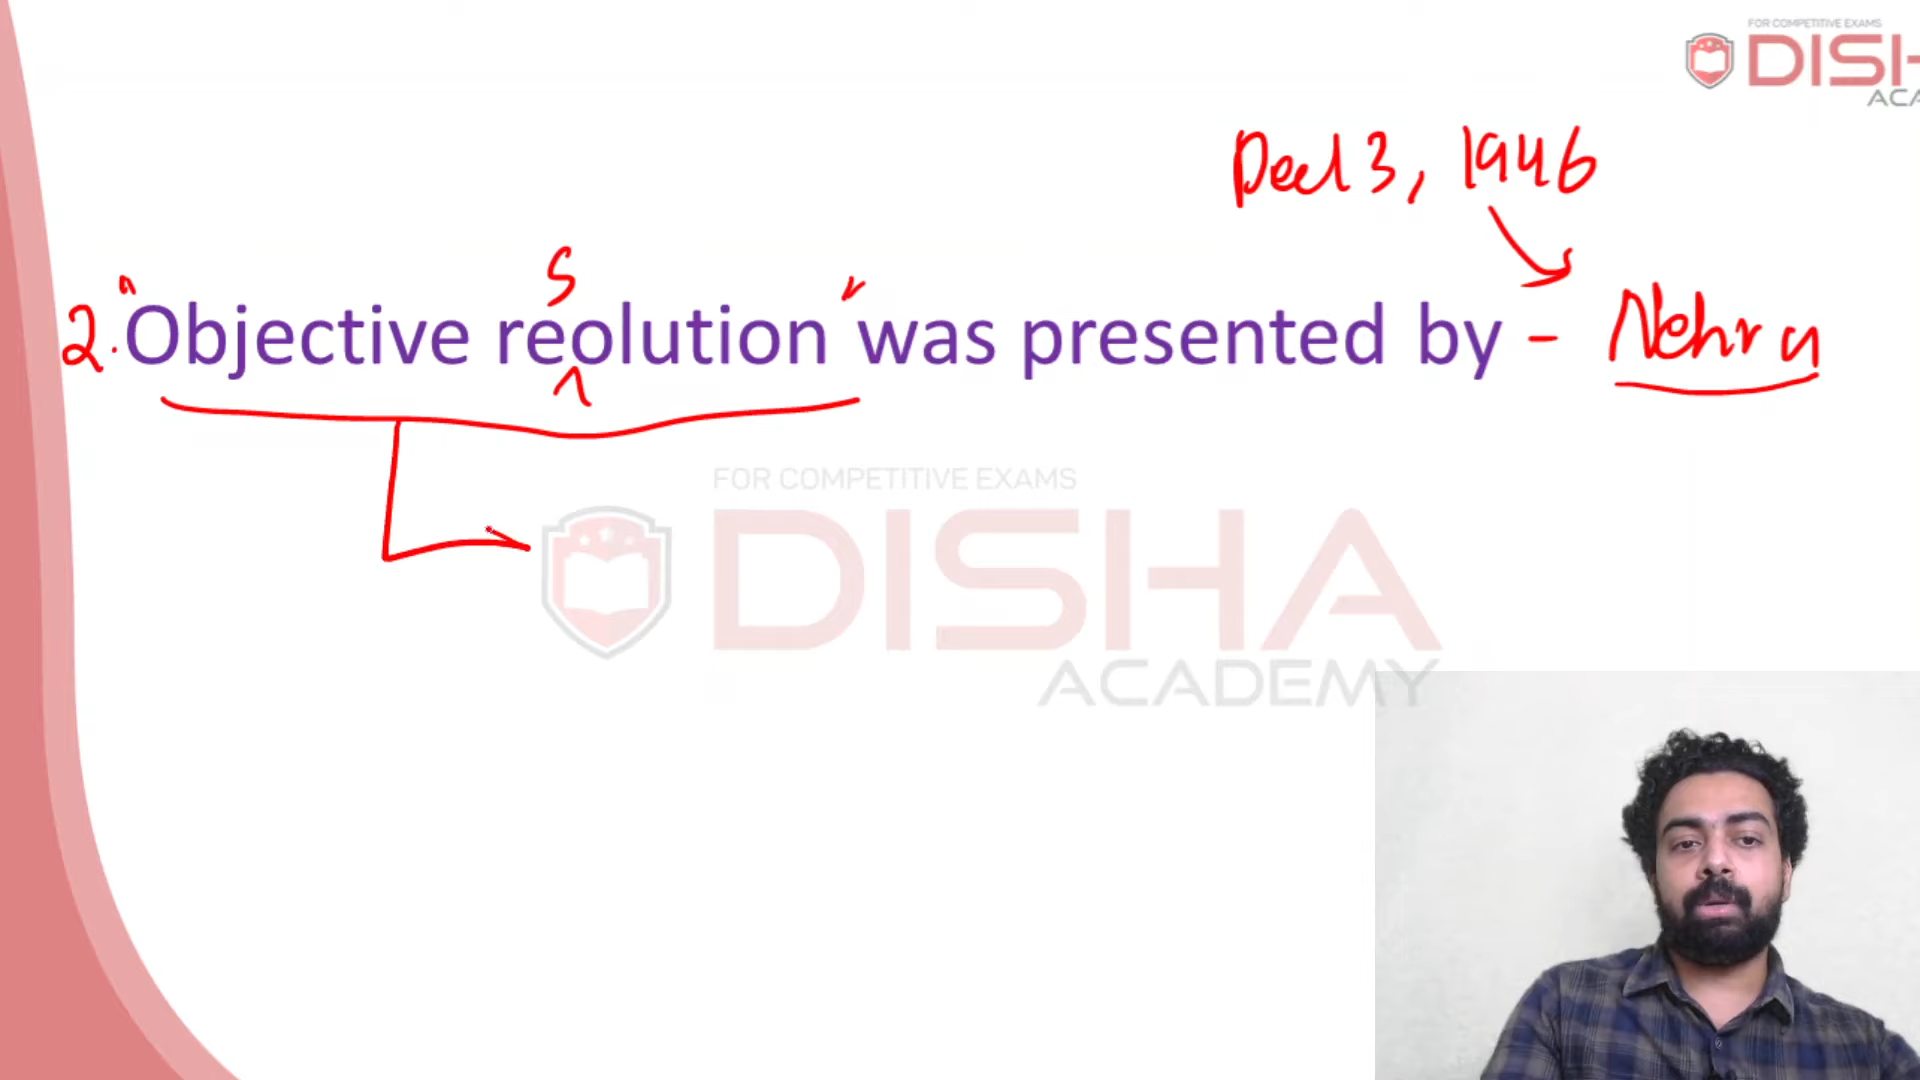 FOR COMPETITIVE EXAMS
DISH
ACA
Dec 13, 1946
S
2. "Objective reolution" was presented by - Nehru
FOR COMPETITIVE EXAMS
DISHA
ACADEMY